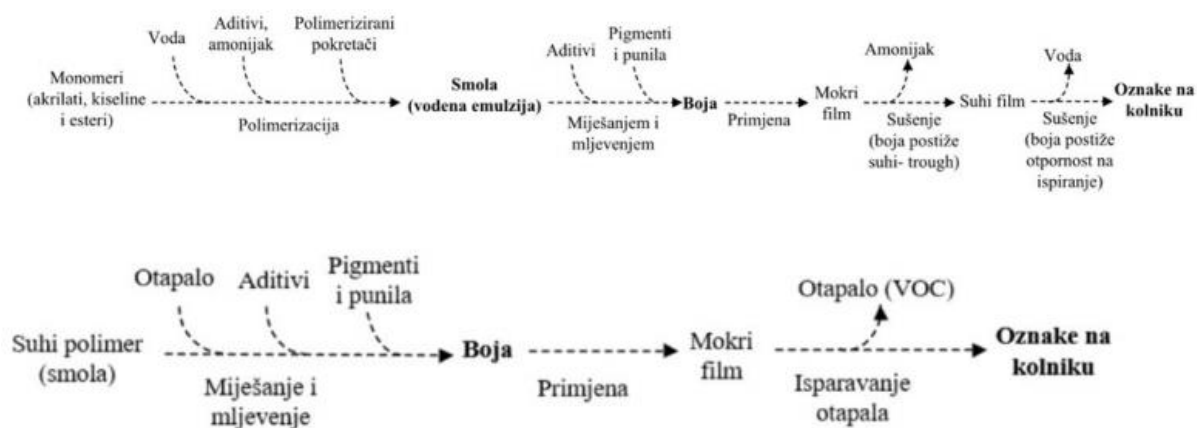 Voda
Aditivi,
amonijak
Polimerizirani
pokretači
Monomeri
(akrilati, kiseline
i esteri)
Polimerizacija
Smola
(vodena emulzija)
Aditivi
Pigmenti
i punila
Miješanjem i
mljevenjem
Boja
Primjena
Mokri
film
Amonijak
Sušenje
(boja postiže
suhi- trough)
Suhi film
Voda
Sušenje
(boja postiže
otpornost na
ispiranje)
Oznake na
kolniku
Otapalo
Aditivi
Pigmenti
i punila
Suhi polimer
(smola)
Miješanje i
mljevenje
Boja
Primjena
Mokri
film
Otapalo (VOC)
Isparavanje
otapala
Oznake na
kolniku